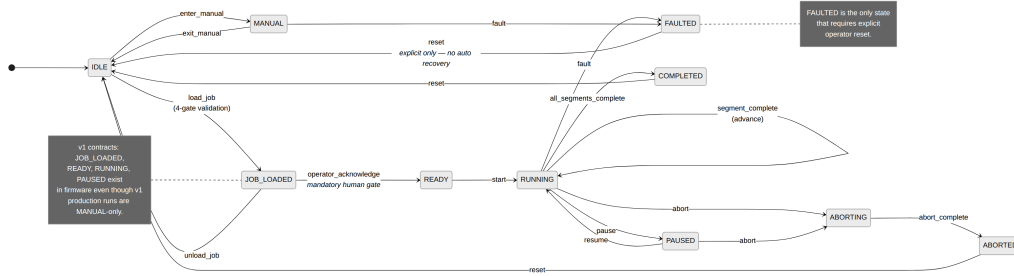 enter_manual
MANUAL
exit_manual
fault
FAULTED
FAULTED is the only state
that requires explicit
operator reset.
reset
explicit only — no auto
recovery
IDLE
fault
reset
COMPLETED
load_job
(4-gate validation)
all_segments_complete
segment_complete
(advance)
v1 contracts:
JOB_LOADED,
READY, RUNNING,
PAUSED exist
in firmware even though v1
production runs are
MANUAL-only.
JOB_LOADED
operator_acknowledge
mandatory human gate
READY
start
RUNNING
abort
ABORTING
abort_complete
pause
resume
PAUSED
abort
ABORTED
unload_job
reset